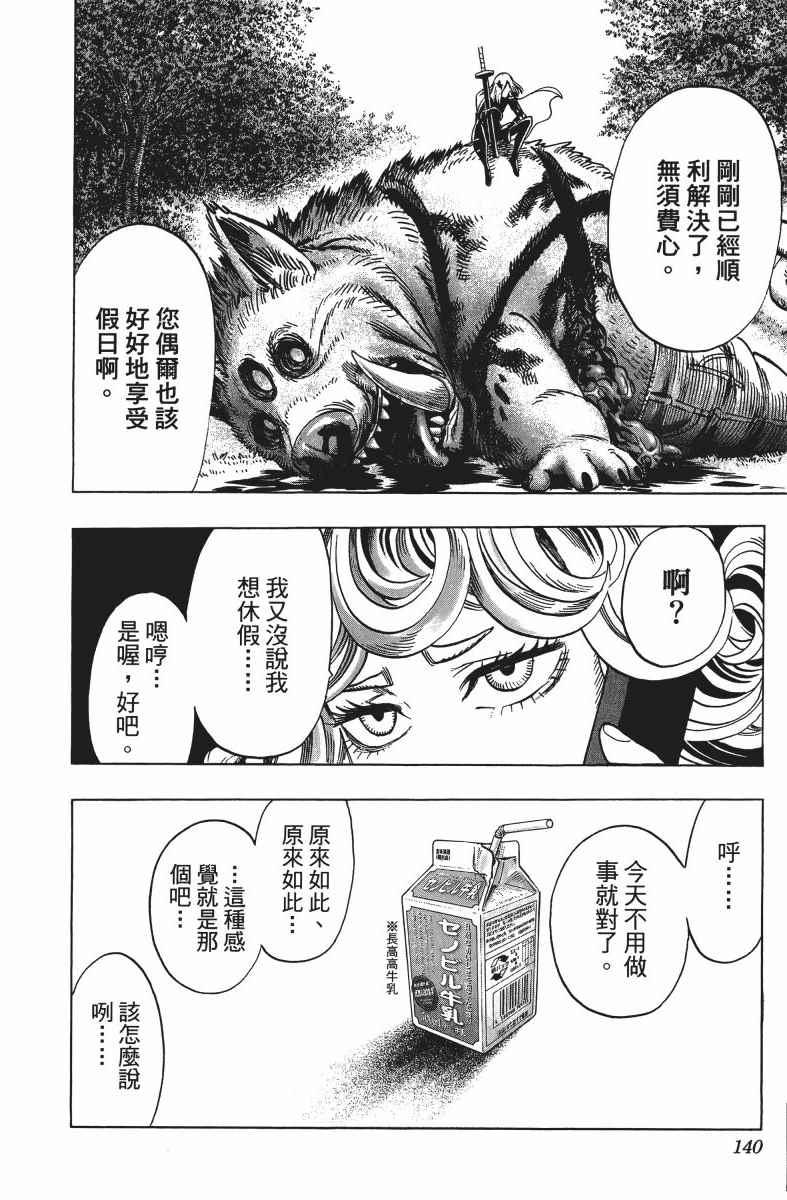 剛剛已經順
利解決了，
無須費心。
您偶爾也該
好好地享受
假日啊。
啊？
我又沒說我
想休假……
嗯哼…
是喔，好吧。
呼……
今天不用做
事就對了。
セノビル牛乳
※長高高牛乳
原來如此、
原來如此…
…這種感
覺就是那
個吧…
該怎麼說
咧……
140